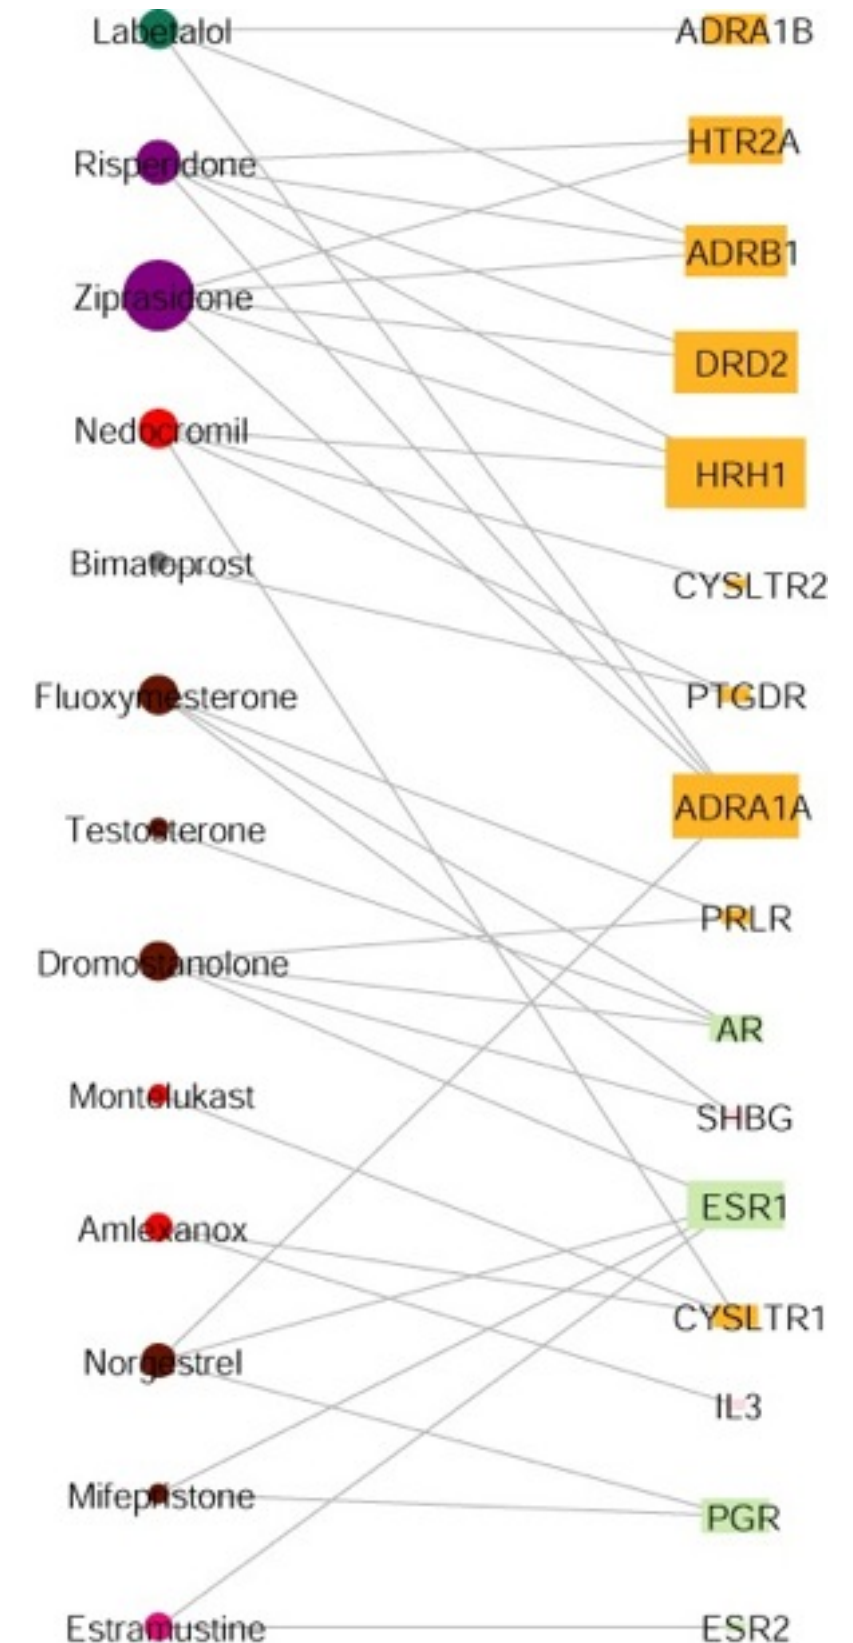 Labetalol
ADRA1B
HTR2A
Risperidone
ADRB1
Ziprasidone
DRD2
Nedocromil
HRH1
Bimatoprost
CYSLTR2
Fluoxymesterone
PTGDR
ADRA1A
Testosterone
PRLR
Dromostanolone
AR
Montelukast
SHBG
ESR1
Amlexanox
CYSLTR1
Norgestrel
IL3
Mifepristone
PGR
Estramustine
ESR2